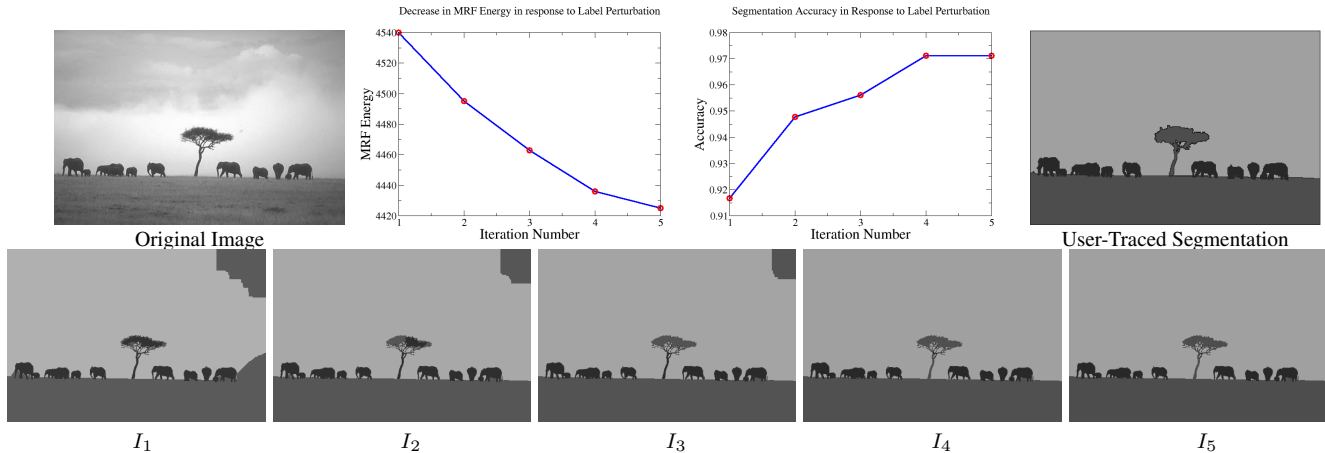 Decrease in MRF Energy in response to Label Perturbation
4540
4520
4500
4480
4460
4440
4420
MRF Energy
1 2 3 4 5
Iteration Number
Segmentation Accuracy in Response to Label Perturbation
0.98
0.97
0.96
0.95
0.94
0.93
0.92
0.91
Accuracy
1 2 3 4 5
Iteration Number
Original Image
User-Traced Segmentation
I₁
I₂
I₃
I₄
I₅